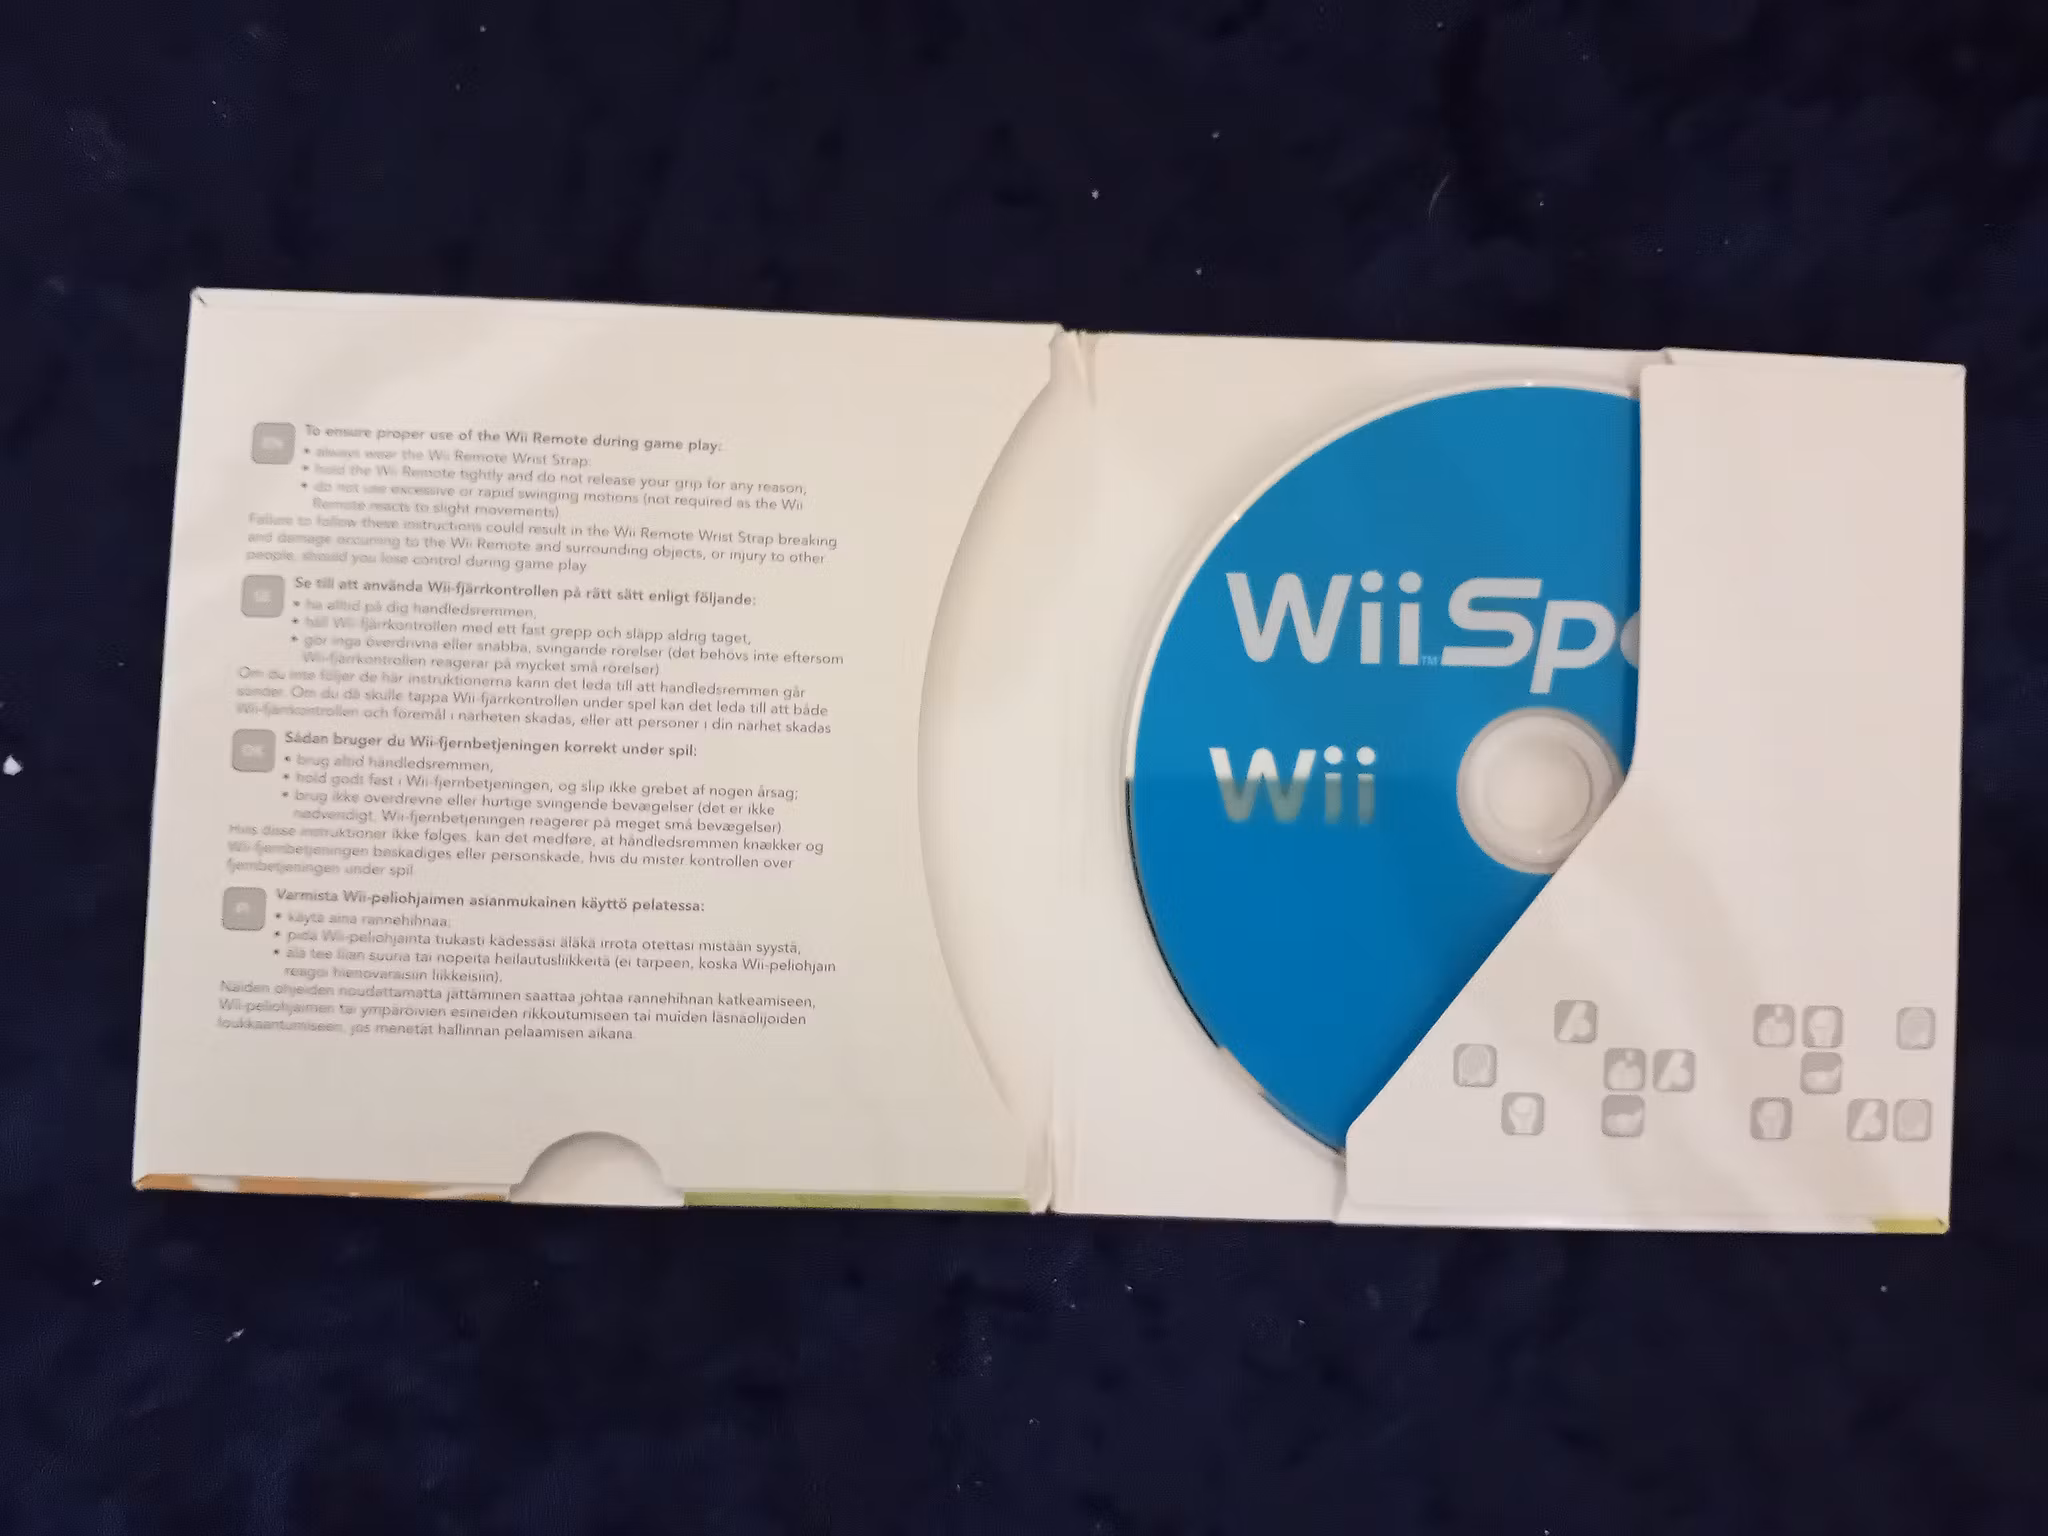 EN
To ensure proper use of the Wii Remote during game play:
• always wear the Wii Remote Wrist Strap;
• hold the Wii Remote tightly and do not release your grip for any reason;
• do not use excessive or rapid swinging motions (not required as the Wii
Remote reacts to slight movements)
Failure to follow these instructions could result in the Wii Remote Wrist Strap breaking
and damage occurring to the Wii Remote and surrounding objects, or injury to other
people, should you lose control during game play
SE
Se till att använda Wii-fjärrkontrollen på rätt sätt enligt följande:
• ha alltid på dig handledsremmen,
• håll Wii-fjärrkontrollen med ett fast grepp och släpp aldrig taget,
• gör inga överdrivna eller snabba, svingande rörelser (det behövs inte eftersom
Wii-fjärrkontrollen reagerar på mycket små rörelser)
Om du inte följer de här instruktionerna kann det leda till att handledsremmen går
sönder. Om du då skulle tappa Wii-fjärrkontrollen under spel kan det leda till att både
Wii-fjärrkontrollen och föremål i närheten skadas, eller att personer i din närhet skadas
DK
Sådan bruger du Wii-fjernbetjeningen korrekt under spil:
• brug altid håndledsremmen,
• hold godt fast i Wii-fjernbetjeningen, og slip ikke grebet af nogen årsag;
• brug ikke overdrevne eller hurtige svingende bevægelser (det er ikke
nødvendigt, Wii-fjernbetjeningen reagerer på meget små bevægelser)
Hvis disse instruktioner ikke følges, kan det medføre, at håndledsremmen knækker og
Wii-fjernbetjeningen beskadiges eller personskade, hvis du mister kontrollen over
fjernbetjeningen under spil
FI
Varmista Wii-peliohjaimen asianmukainen käyttö pelatessa:
• käytä aina rannehihnaa;
• pidä Wii-peliohjainta tiukasti kädessäsi äläkä irrota otettasi mistään syystä,
• älä tee liian suuria tai nopeita heilautusliikkeitä (ei tarpeen, koska Wii-peliohjain
reagoi hienovaraisiin liikkeisiin).
Näiden ohjeiden noudattamatta jättäminen saattaa johtaa rannehihnan katkeamiseen,
Wii-peliohjaimen tai ympäröivien esineiden rikkoutumiseen tai muiden läsnäolijoiden
loukkaantumiseen, jos menetät hallinnan pelaamisen aikana.
Wii Spo
TM
Wii